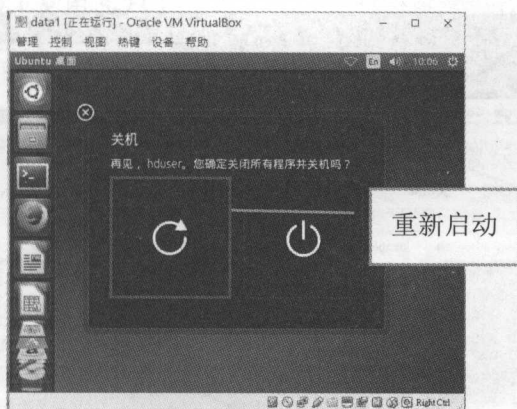 data1 [正在运行] - Oracle VM VirtualBox
管理 控制 视图 热键 设备 帮助
Ubuntu 桌面 En 10:06
关机
再见，hduser。您确定关闭所有程序并关机吗？
重新启动
Right Ctrl